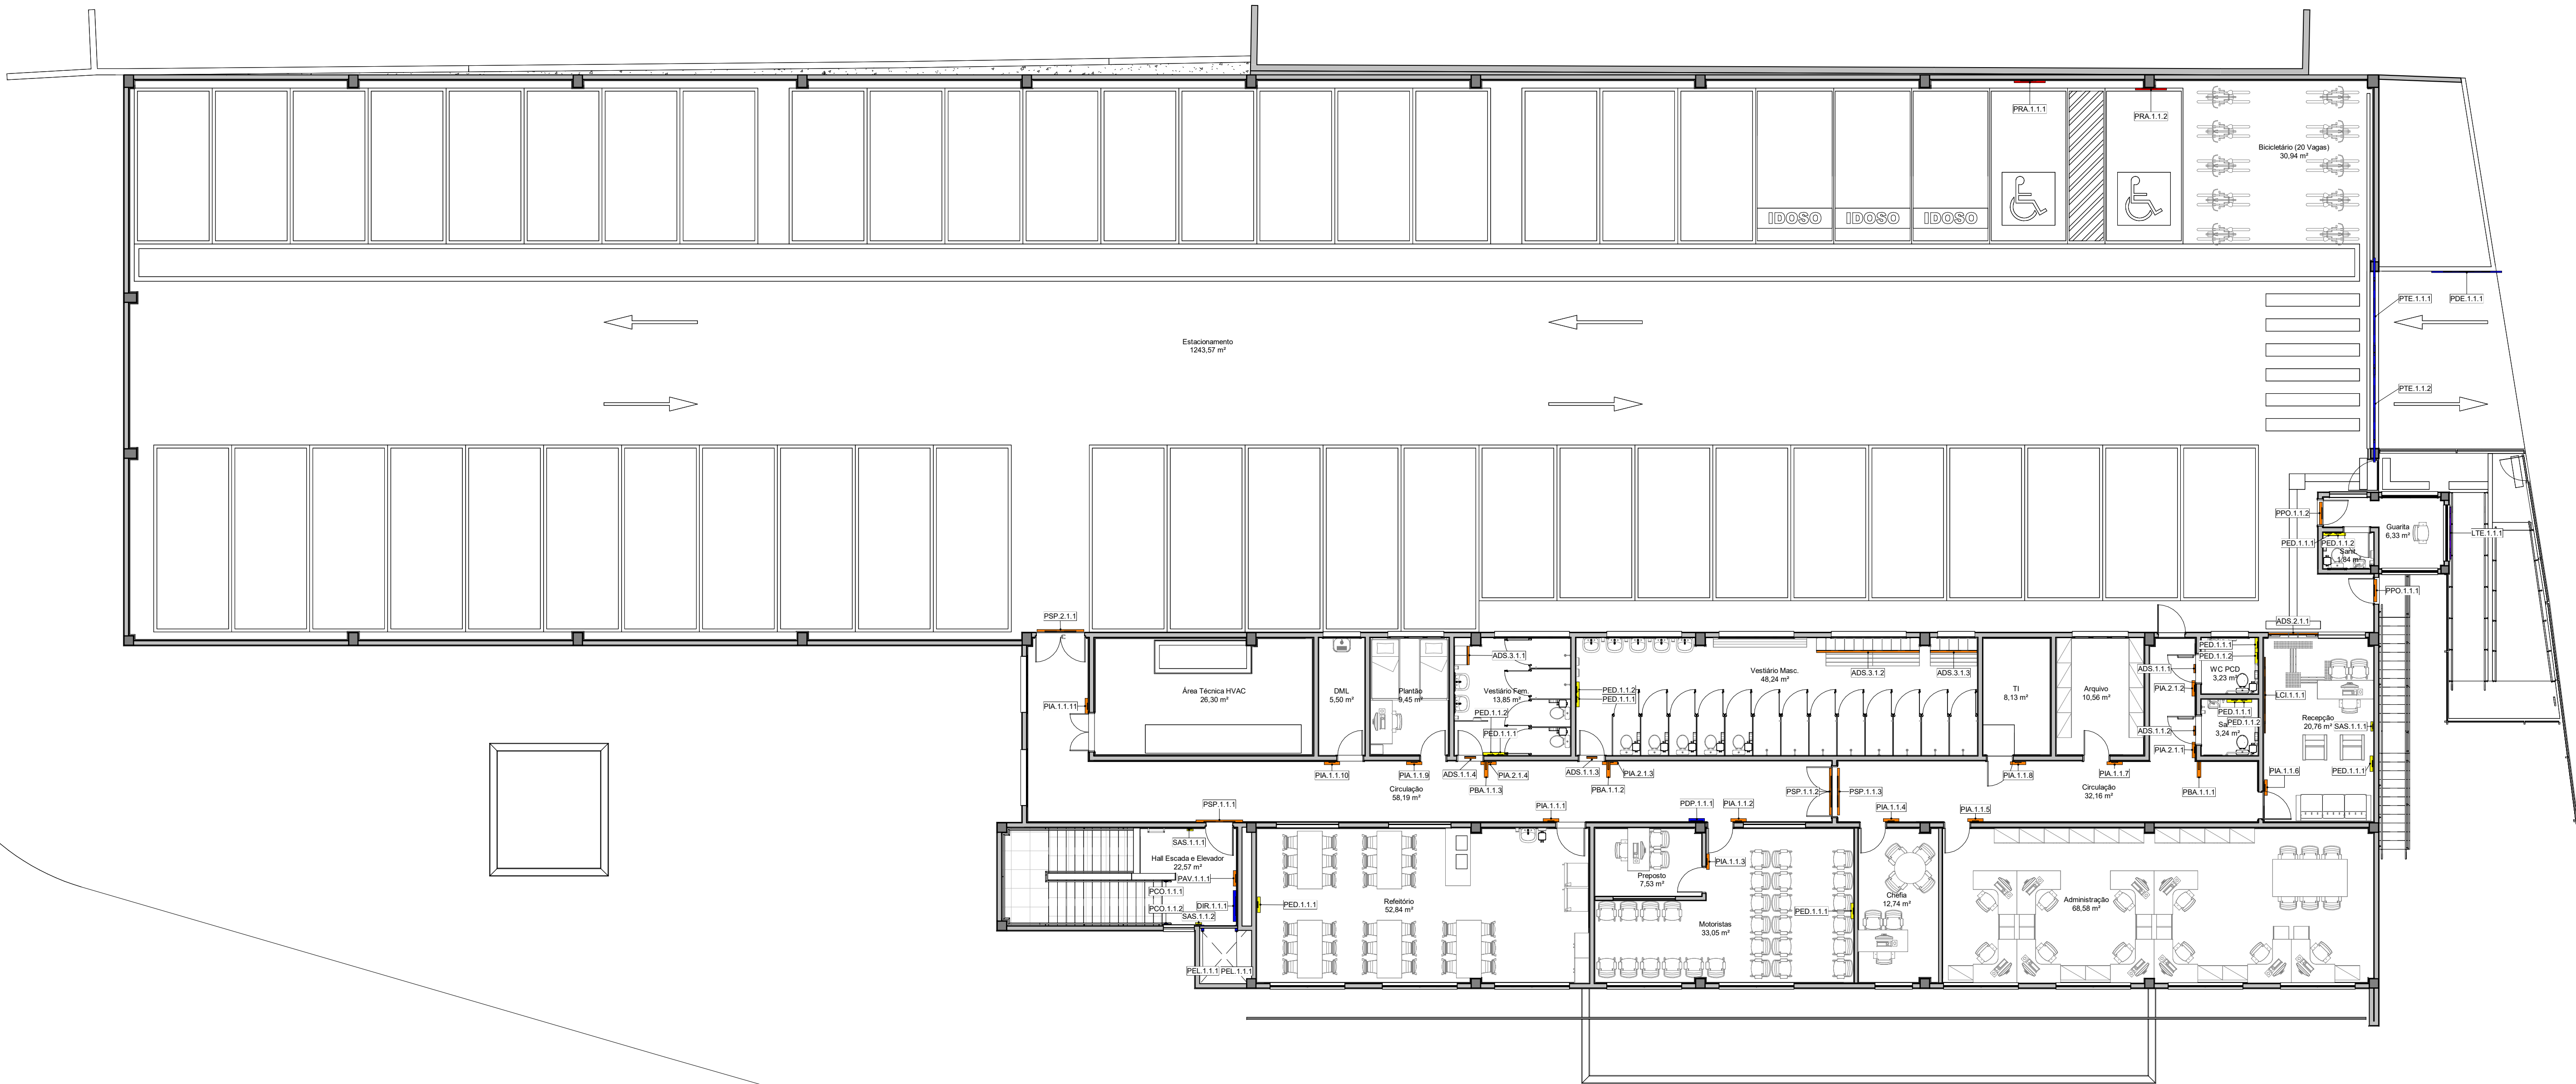 PRA.1.1.1
PRA.1.1.2
Bicicletário (20 Vagas)
30,94 m²
IDOSO
IDOSO
IDOSO
PTE.1.1.1
PDE.1.1.1
Estacionamento
1243,57 m²
PTE.1.1.2
PPO.1.1.2
Guarita
6,33 m²
LTE.1.1.1
PED.1.1.1
PED.1.1.2
Sanit.
1,84 m²
PPO.1.1.1
PSP.2.1.1
ADS.2.1.1
ADS.3.1.1
ADS.3.1.2
ADS.3.1.3
PED.1.1.1
PED.1.1.2
ADS.1.1.1
WC PCD
3,23 m²
PIA.2.1.2
LCI.1.1.1
Área Técnica HVAC
26,30 m²
DML
5,50 m²
Plantão
9,45 m²
Vestiário Fem.
13,85 m²
PED.1.1.2
PED.1.1.1
Vestiário Masc.
48,24 m²
TI
8,13 m²
Arquivo
10,56 m²
PIA.1.1.11
PED.1.1.2
PED.1.1.1
PED.1.1.1
PED.1.1.2
3,24 m²
ADS.1.1.2
PIA.2.1.1
Recepção
20,76 m²
SAS.1.1.1
PED.1.1.1
PIA.1.1.10
PIA.1.1.9
ADS.1.1.4
PIA.2.1.4
PBA.1.1.3
ADS.1.1.3
PIA.2.1.3
PBA.1.1.2
PIA.1.1.8
PIA.1.1.7
PIA.1.1.6
PBA.1.1.1
Circulação
58,19 m²
PSP.1.1.2
PSP.1.1.3
Circulação
32,16 m²
PSP.1.1.1
PIA.1.1.1
PDP.1.1.1
PIA.1.1.2
PIA.1.1.4
PIA.1.1.5
SAS.1.1.1
Hall Escada e Elevador
22,57 m²
PAV.1.1.1
PCO.1.1.1
PCO.1.1.2
DIR.1.1.1
SAS.1.1.2
PEL.1.1.1
PEL.1.1.1
PED.1.1.1
Refeitório
52,84 m²
Preposto
7,53 m²
PIA.1.1.3
Motoristas
33,05 m²
PED.1.1.1
Chefia
12,74 m²
Administração
68,58 m²